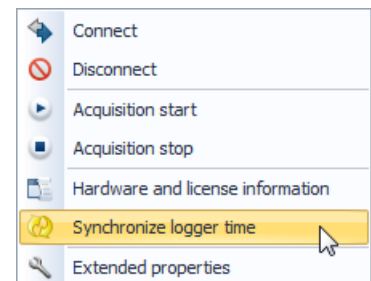 Connect
Disconnect
Acquisition start
Acquisition stop
Hardware and license information
Synchronize logger time
Extended properties